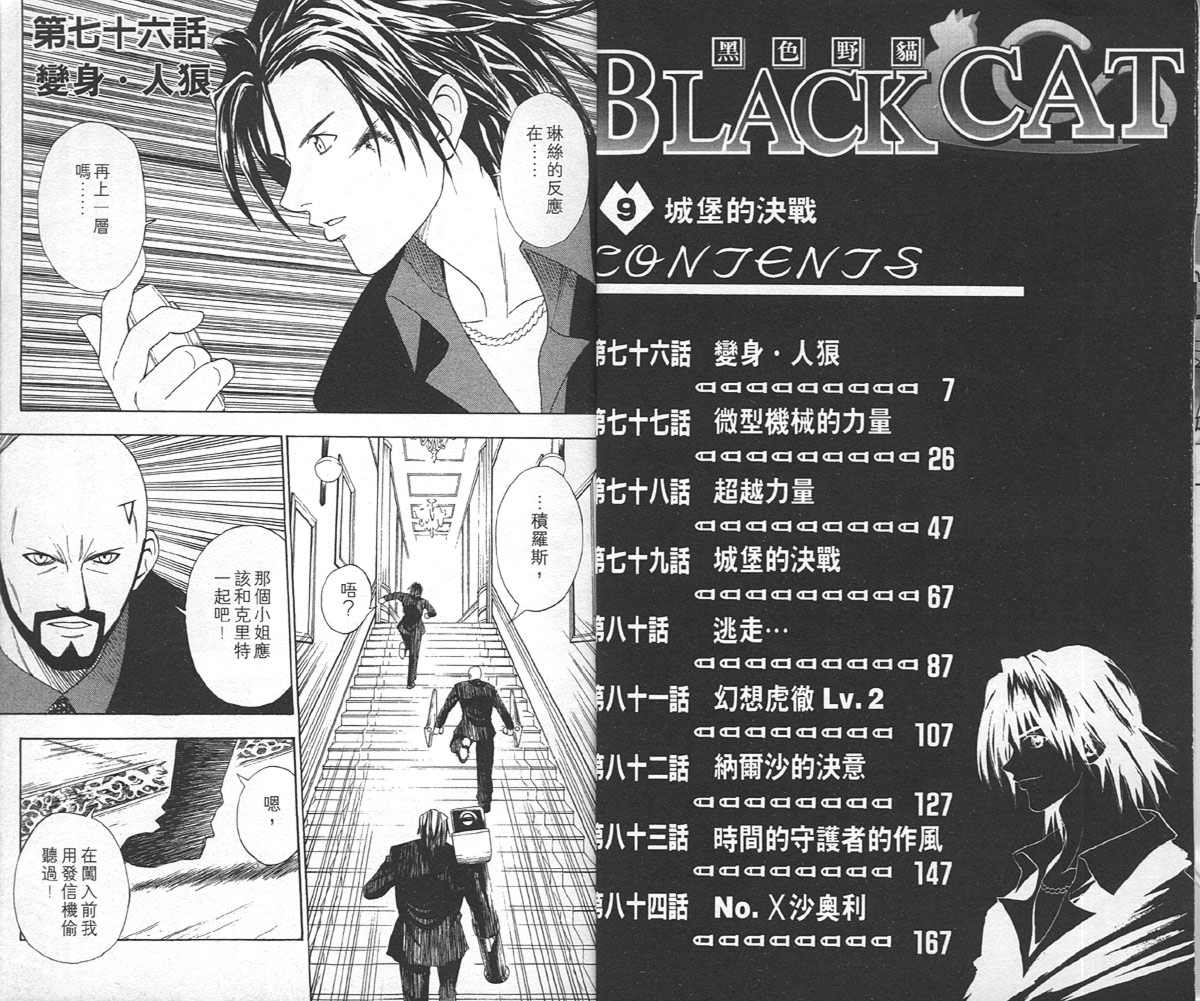 黑色野貓
BLACK CAT
9 城堡的決戰
CONTENTS
第七十六話 變身・人狼
7
第七十七話 微型機械的力量
26
第七十八話 超越力量
47
第七十九話 城堡的決戰
67
第八十話 逃走…
87
第八十一話 幻想虎徹 Lv. 2
107
第八十二話 納爾沙的決意
127
第八十三話 時間的守護者的作風
147
第八十四話 No. X沙奧利
167
第七十六話
變身・人狼
琳絲的反應
在……
再上一層
嗎……
…積羅斯，
唔？
那個小姐應
該和克里特
一起吧！
嗯，
在闖入前我
用發信機偷
聽過！